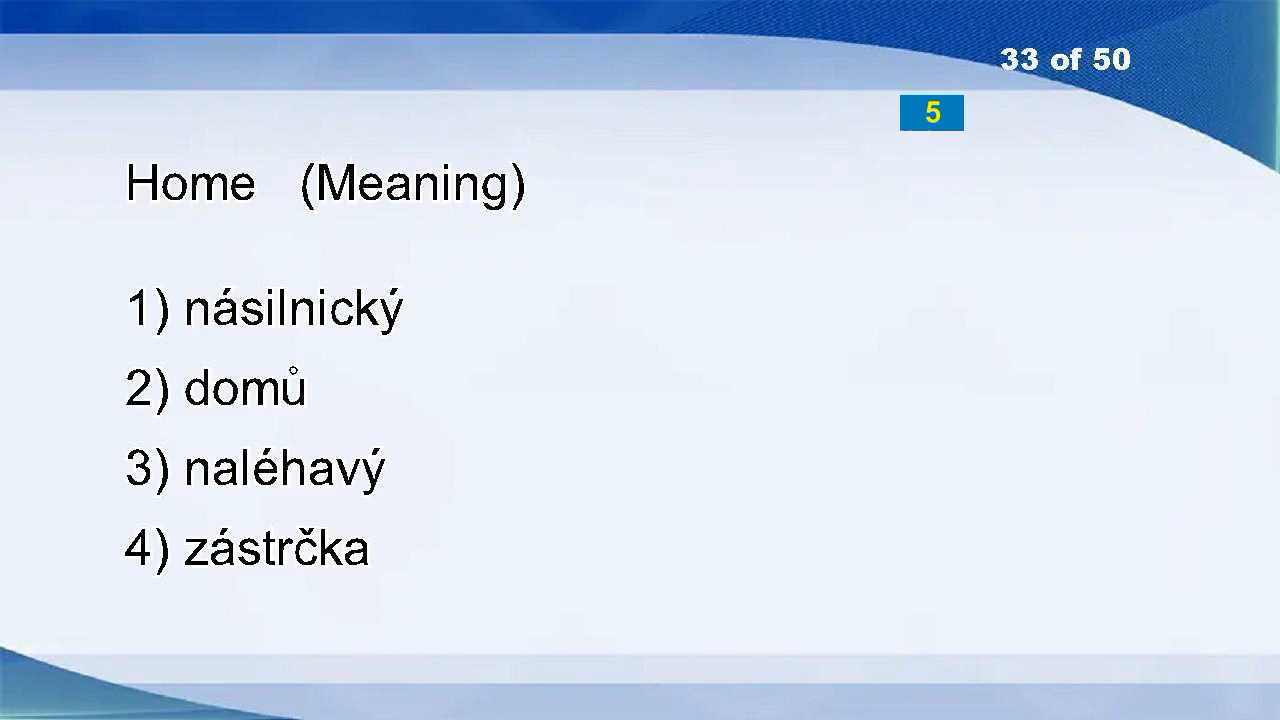 33 of 50
5
Home (Meaning)
1) násilnický
2) domů
3) naléhavý
4) zástrčka